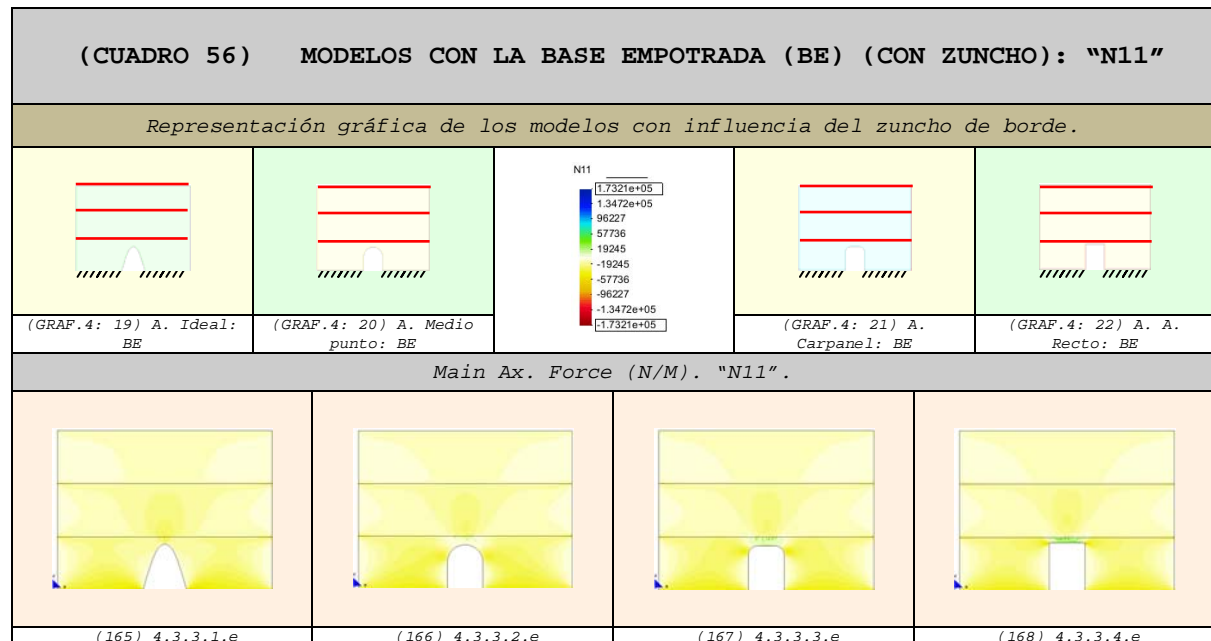 (CUADRO 56) MODELOS CON LA BASE EMPOTRADA (BE) (CON ZUNCHO): “N11”
Representación gráfica de los modelos con influencia del zuncho de borde.
N11
1.7321e+05
1.3472e+05
96227
57736
19245
-19245
-57736
-96227
-1.3472e+05
-1.7321e+05
(GRAF.4: 19) A. Ideal:
BE
(GRAF.4: 20) A. Medio
punto: BE
(GRAF.4: 21) A.
Carpanel: BE
(GRAF.4: 22) A. A.
Recto: BE
Main Ax. Force (N/M). “N11”.
(165) 4.3.3.1.e
(166) 4.3.3.2.e
(167) 4.3.3.3.e
(168) 4.3.3.4.e